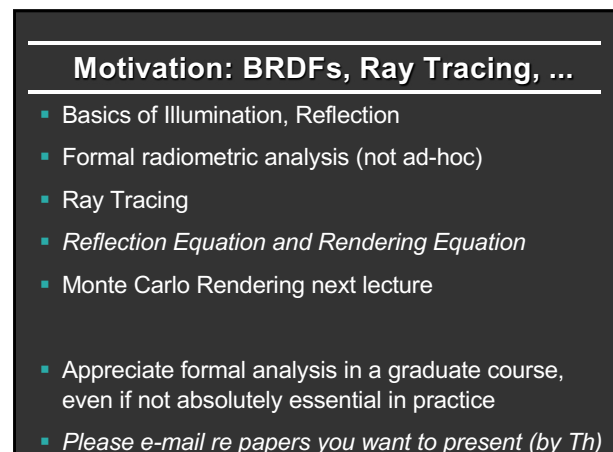 Motivation: BRDFs, Ray Tracing, ...
▪ Basics of Illumination, Reflection
▪ Formal radiometric analysis (not ad-hoc)
▪ Ray Tracing
▪ Reflection Equation and Rendering Equation
▪ Monte Carlo Rendering next lecture
▪ Appreciate formal analysis in a graduate course,
even if not absolutely essential in practice
▪ Please e-mail re papers you want to present (by Th)